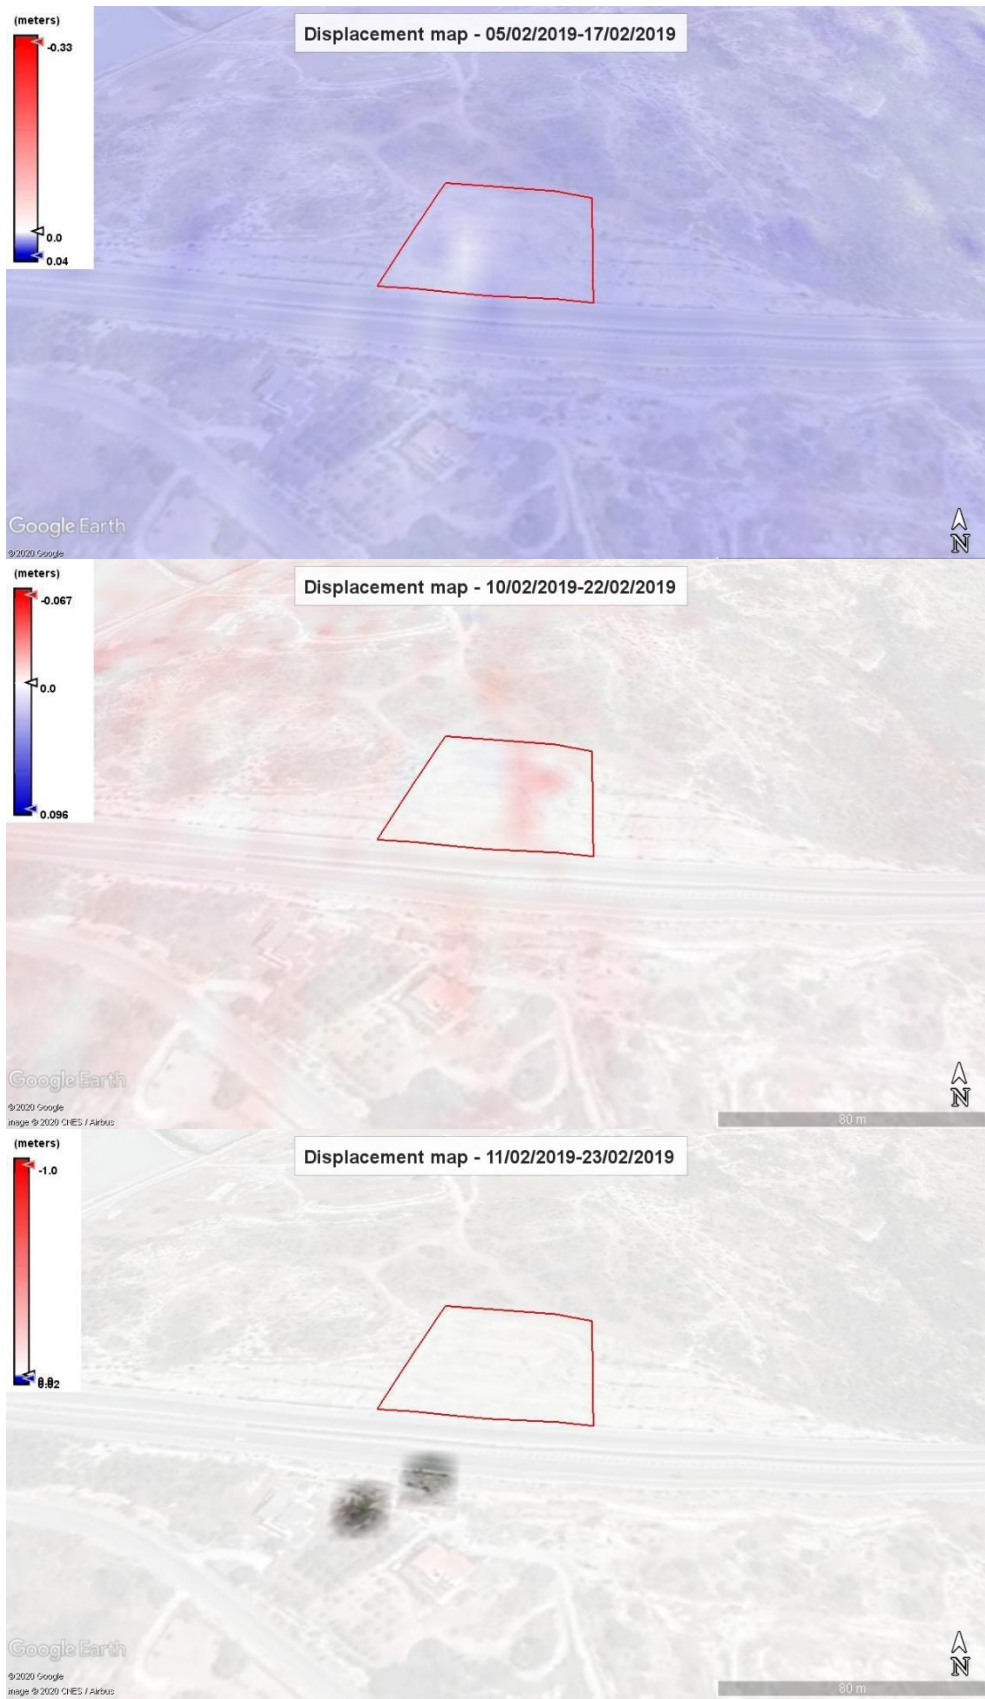 (meters)
Displacement map - 05/02/2019-17/02/2019
-0.33
0.0
0.04
Google Earth
©2020 Google
N
(meters)
Displacement map - 10/02/2019-22/02/2019
-0.067
0.0
0.096
Google Earth
©2020 Google
image © 2020 CNES / Airbus
80 m
N
(meters)
Displacement map - 11/02/2019-23/02/2019
-1.0
Google Earth
©2020 Google
image © 2020 CNES / Airbus
80 m
N